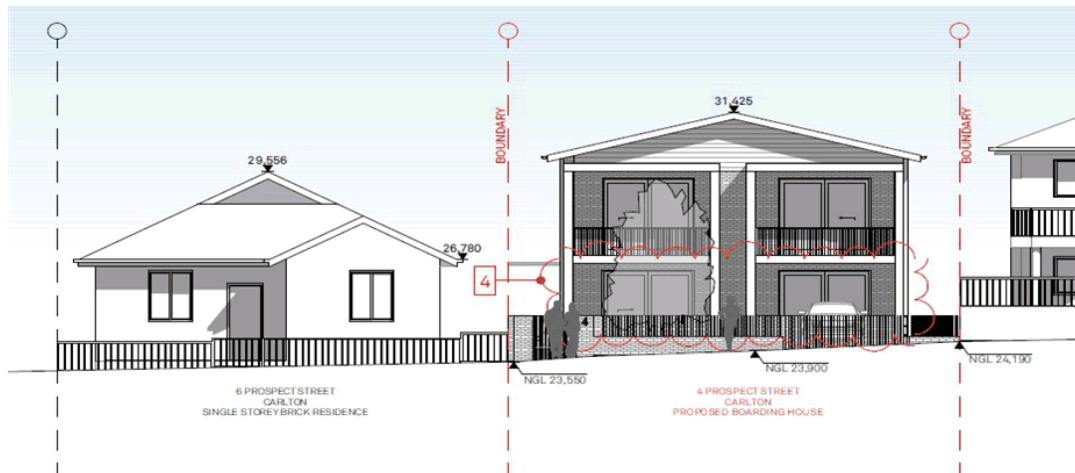 29,556
26,780
BOUNDARY
31,425
BOUNDARY
4
NGL 23,550
NGL 23,900
NGL 24,190
6 PROSPECT STREET
CARLTON
SINGLE STOREY BRICK RESIDENCE
4 PROSPECT STREET
CARLTON
PROPOSED BOARDING HOUSE